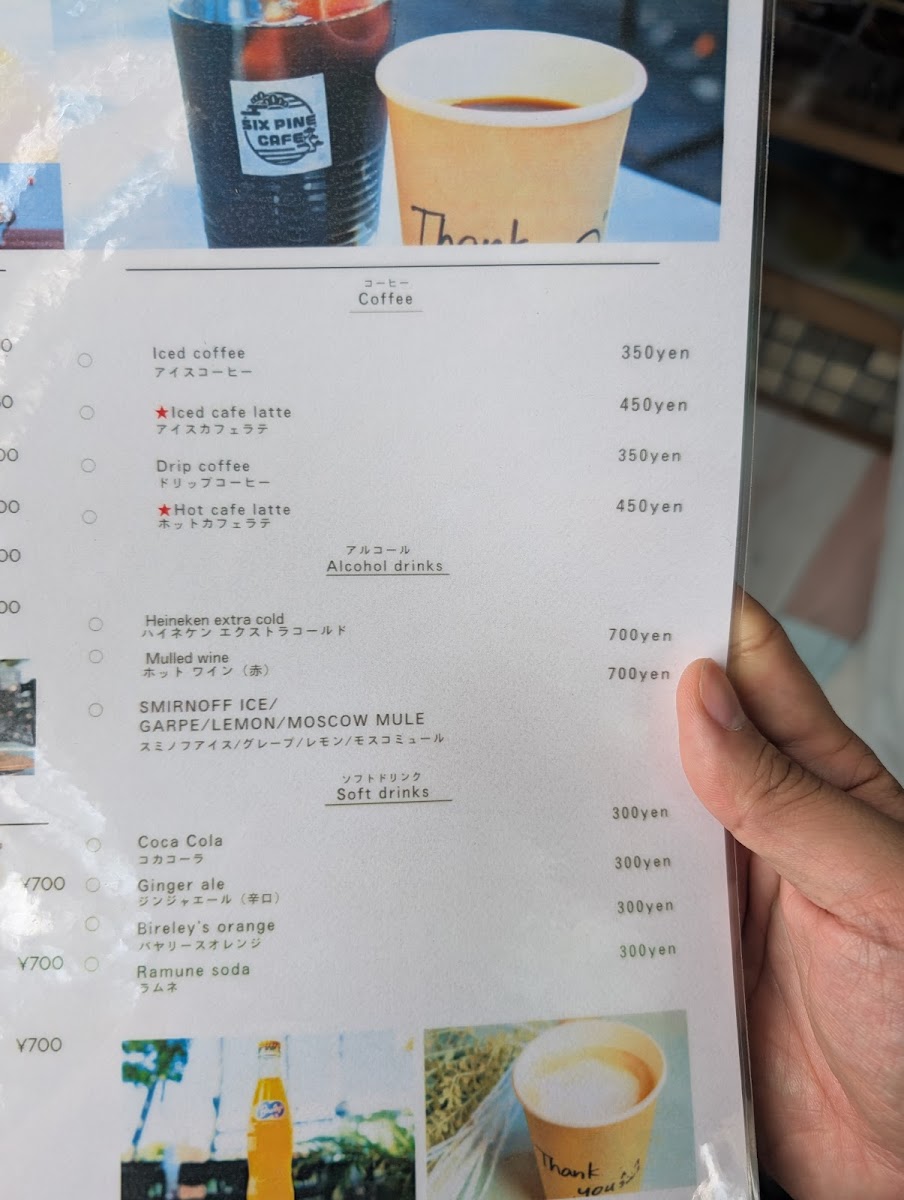 SIX PINE
CAFE
Thank
コーヒー
Coffee
Iced coffee 350yen
アイスコーヒー
★Iced cafe latte 450yen
アイスカフェラテ
Drip coffee 350yen
ドリップコーヒー
★Hot cafe latte 450yen
ホットカフェラテ
アルコール
Alcohol drinks
Heineken extra cold 700yen
ハイネケン エクストラコールド
Mulled wine 700yen
ホット ワイン（赤）
SMIRNOFF ICE/
GARPE/LEMON/MOSCOW MULE
スミノフアイス/グレープ/レモン/モスコミュール
ソフトドリンク
Soft drinks
Coca Cola 300yen
コカコーラ
Ginger ale 300yen
ジンジャエール（辛口）
Bireley's orange 300yen
バヤリースオレンジ
Ramune soda 300yen
ラムネ
¥700
¥700
¥700
Thank
you